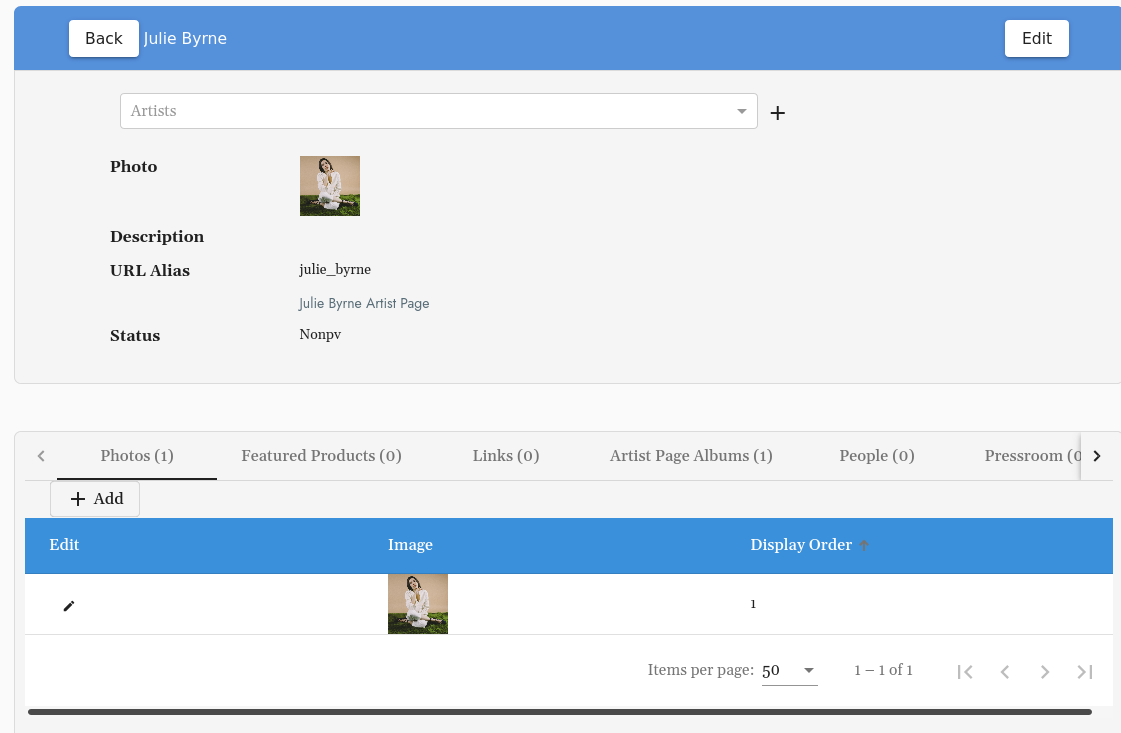 Back Julie Byrne Edit
Artists
Photo
Description
URL Alias julie_byrne
Julie Byrne Artist Page
Status Nonpv
Photos (1) Featured Products (0) Links (0) Artist Page Albums (1) People (0) Pressroom (0
Add
Edit Image Display Order
1
Items per page: 50 1 – 1 of 1